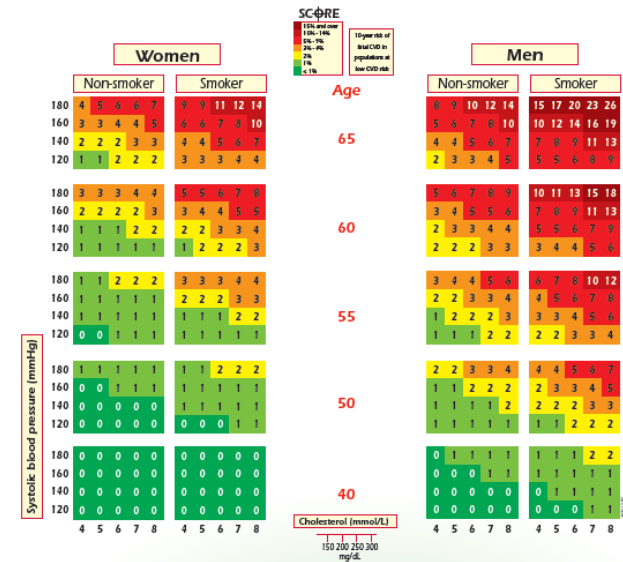 SCORE
15% and over
10%-14%
5%-9%
3%-4%
2%
1%
< 1%
10-year risk of
fatal CVD in
populations at
low CVD risk
Women
Men
Non-smoker Smoker
Age
Non-smoker Smoker
180 4 5 6 6 7 9 9 11 12 14 8 9 10 12 14 15 17 20 23 26
160 3 3 4 4 5 6 6 7 8 10 5 6 7 8 10 10 12 14 16 19
140 2 2 2 3 3 4 4 5 6 7 65 4 4 5 6 7 7 8 9 11 13
120 1 1 2 2 2 3 3 3 4 4 2 3 3 4 5 5 5 6 8 9
180 3 3 3 4 4 5 5 6 7 8 5 6 7 8 9 10 11 13 15 18
160 2 2 2 2 3 3 4 4 5 5 3 4 5 5 6 7 8 9 11 13
140 1 1 1 2 2 2 2 3 3 4 60 2 3 3 4 4 5 5 6 7 9
120 1 1 1 1 1 1 2 2 2 3 2 2 2 3 3 3 4 4 5 6
180 1 1 2 2 2 3 3 3 4 4 3 4 4 5 6 6 7 8 10 12
160 1 1 1 1 1 2 2 2 3 3 2 2 3 3 4 4 5 6 7 8
140 1 1 1 1 1 1 1 1 2 2 55 1 2 2 2 3 3 3 4 5 6
120 0 0 1 1 1 1 1 1 1 1 1 1 1 2 2 2 2 3 3 4
180 1 1 1 1 1 1 1 2 2 2 2 2 3 3 4 4 4 5 6 7
160 0 0 1 1 1 1 1 1 1 1 1 1 2 2 2 2 3 3 4 5
140 0 0 0 0 0 1 1 1 1 1 50 1 1 1 1 2 2 2 2 3 3
120 0 0 0 0 0 0 0 0 1 1 1 1 1 1 1 1 1 2 2 2
180 0 0 0 0 0 0 0 0 0 0 0 1 1 1 1 1 1 1 2 2
160 0 0 0 0 0 0 0 0 0 0 0 0 0 1 1 1 1 1 1 1
140 0 0 0 0 0 0 0 0 0 0 40 0 0 0 0 1 0 1 1 1 1
120 0 0 0 0 0 0 0 0 0 0 0 0 0 0 0 0 0 0 1 1
4 5 6 7 8 4 5 6 7 8 4 5 6 7 8 4 5 6 7 8
Systolic blood pressure (mmHg)
Cholesterol (mmol/L)
150 200 250 300
mg/dL